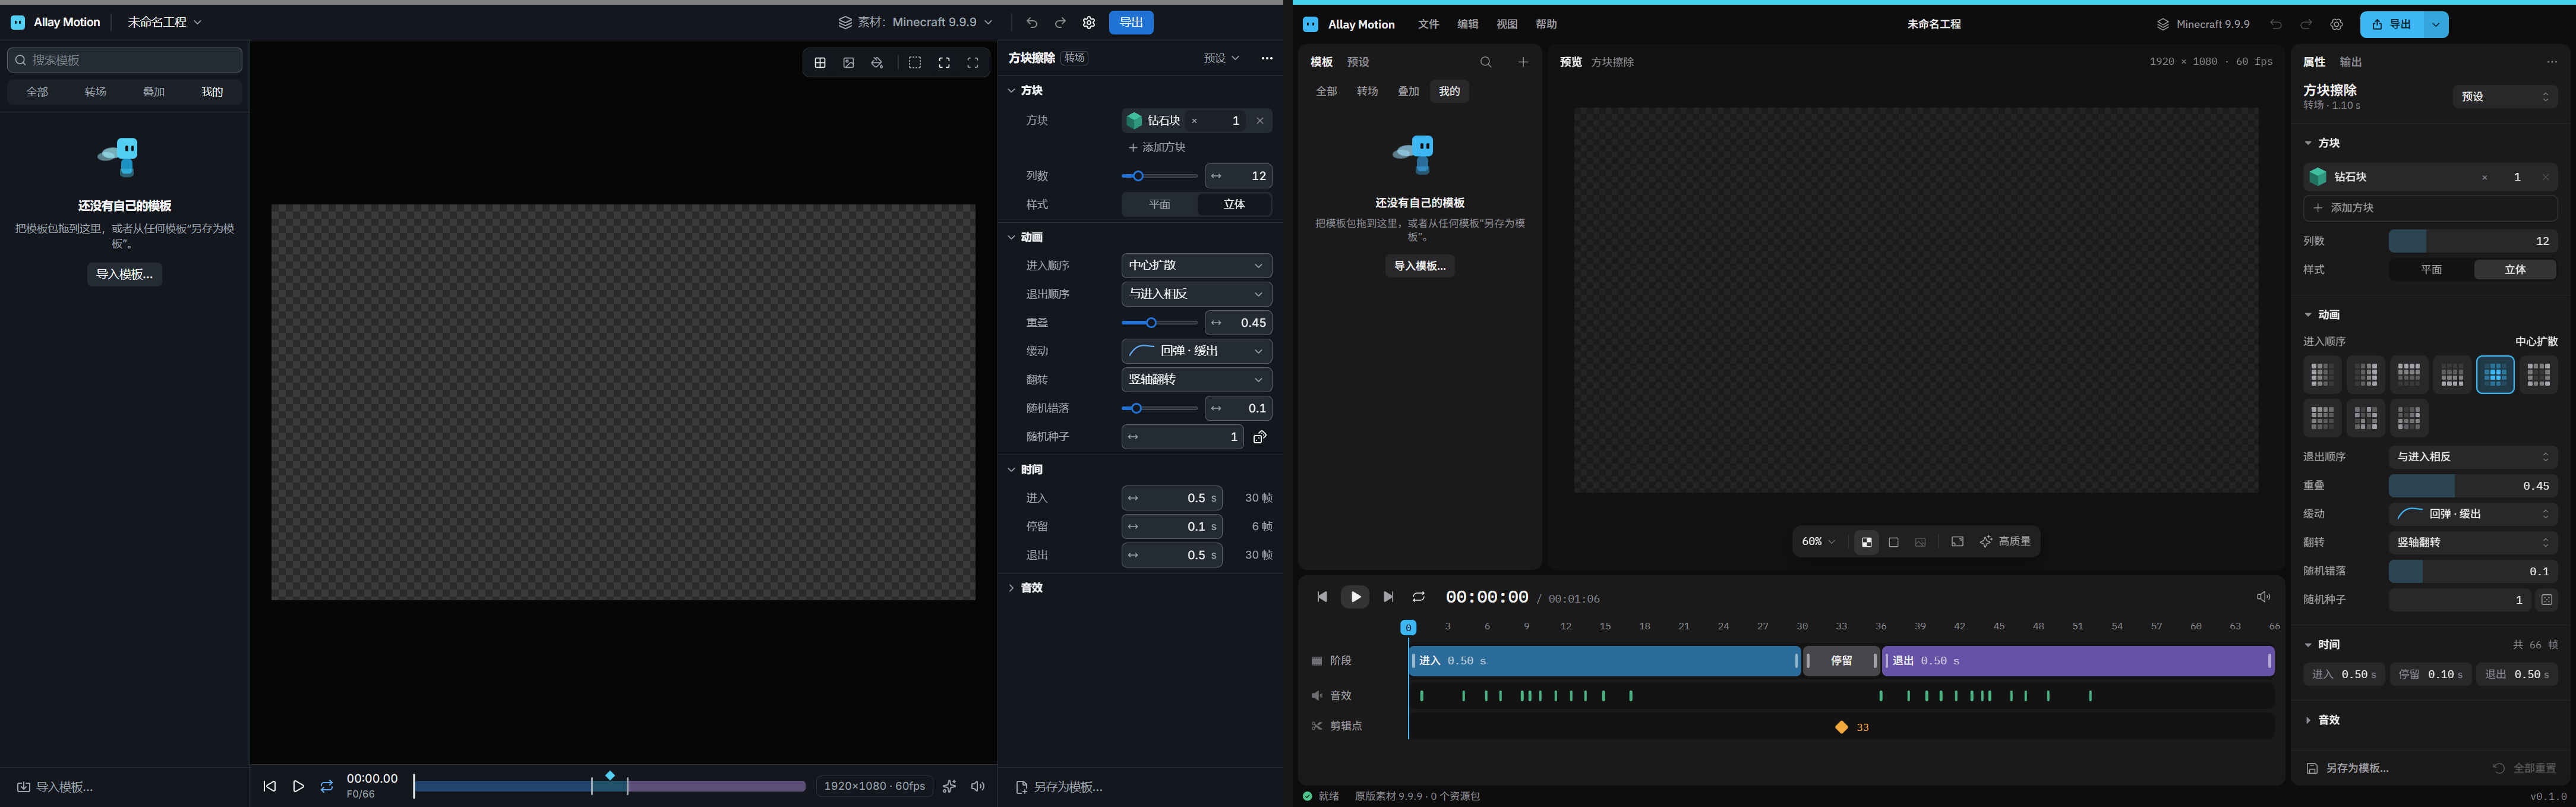 Allay Motion 未命名工程
素材: Minecraft 9.9.9
导出
搜索模板
全部 转场 叠加 我的
还没有自己的模板
把模板包拖到这里，或者从任何模板“另存为模
板”。
导入模板...
导入模板...
00:00.00
F0/66
1920×1080 · 60fps
方块擦除 转场 预设
方块
方块 钻石块 × 1
添加方块
列数 12
样式 平面 立体
动画
进入顺序 中心扩散
退出顺序 与进入相反
重叠 0.45
缓动 回弹 · 缓出
翻转 竖轴翻转
随机错落 0.1
随机种子 1
时间
进入 0.5 s 30 帧
停留 0.1 s 6 帧
退出 0.5 s 30 帧
音效
另存为模板...
Allay Motion 文件 编辑 视图 帮助
未命名工程
Minecraft 9.9.9
导出
模板 预设
全部 转场 叠加 我的
还没有自己的模板
把模板包拖到这里，或者从任何模板“另存为模
板”。
导入模板...
预览 方块擦除
1920 × 1080 · 60 fps
60% 高质量
00:00:00 / 00:01:06
0 3 6 9 12 15 18 21 24 27 30 33 36 39 42 45 48 51 54 57 60 63 66
阶段 进入 0.50 s 停留 退出 0.50 s
音效
剪辑点 33
就绪 原版素材 9.9.9 · 0 个资源包
属性 输出
方块擦除
转场 · 1.10 s
预设
方块
钻石块 × 1
添加方块
列数 12
样式 平面 立体
动画
进入顺序 中心扩散
退出顺序 与进入相反
重叠 0.45
缓动 回弹 · 缓出
翻转 竖轴翻转
随机错落 0.1
随机种子 1
时间 共 66 帧
进入 0.50 s 停留 0.10 s 退出 0.50 s
音效
另存为模板... 全部重置
v0.1.0